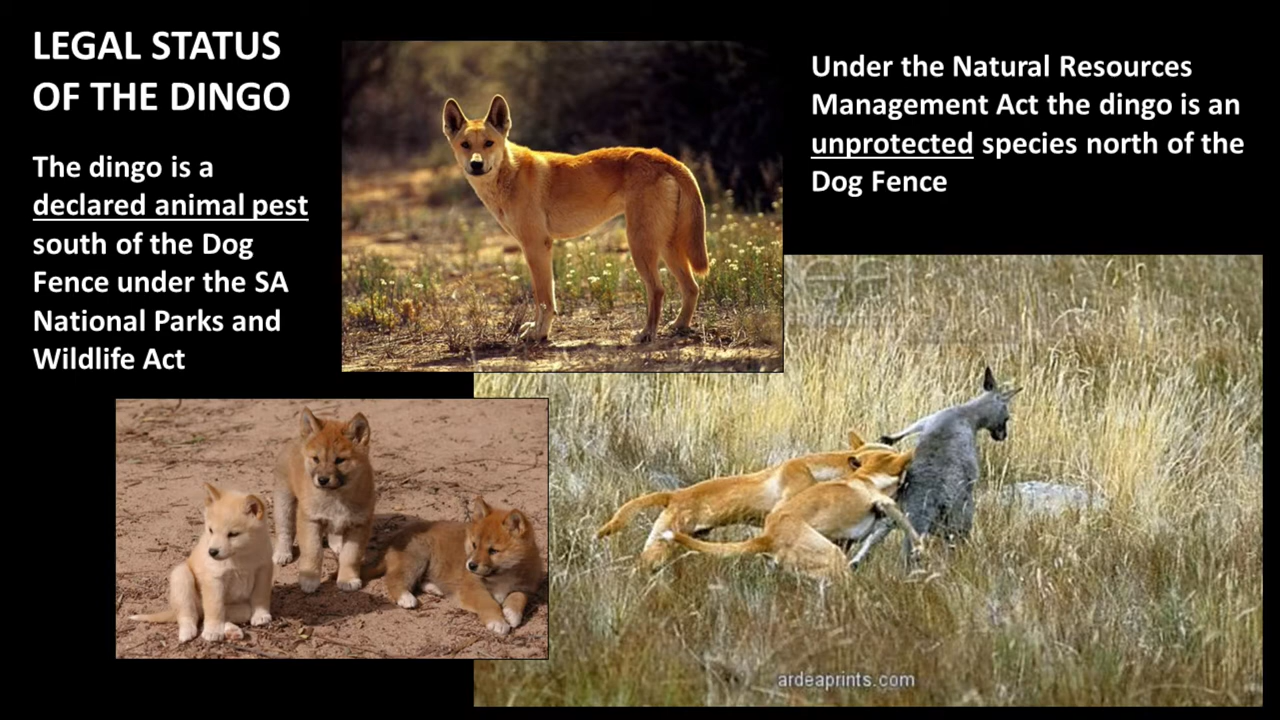 LEGAL STATUS
OF THE DINGO
The dingo is a
declared animal pest
south of the Dog
Fence under the SA
National Parks and
Wildlife Act
Under the Natural Resources
Management Act the dingo is an
unprotected species north of the
Dog Fence
ardeaprints.com